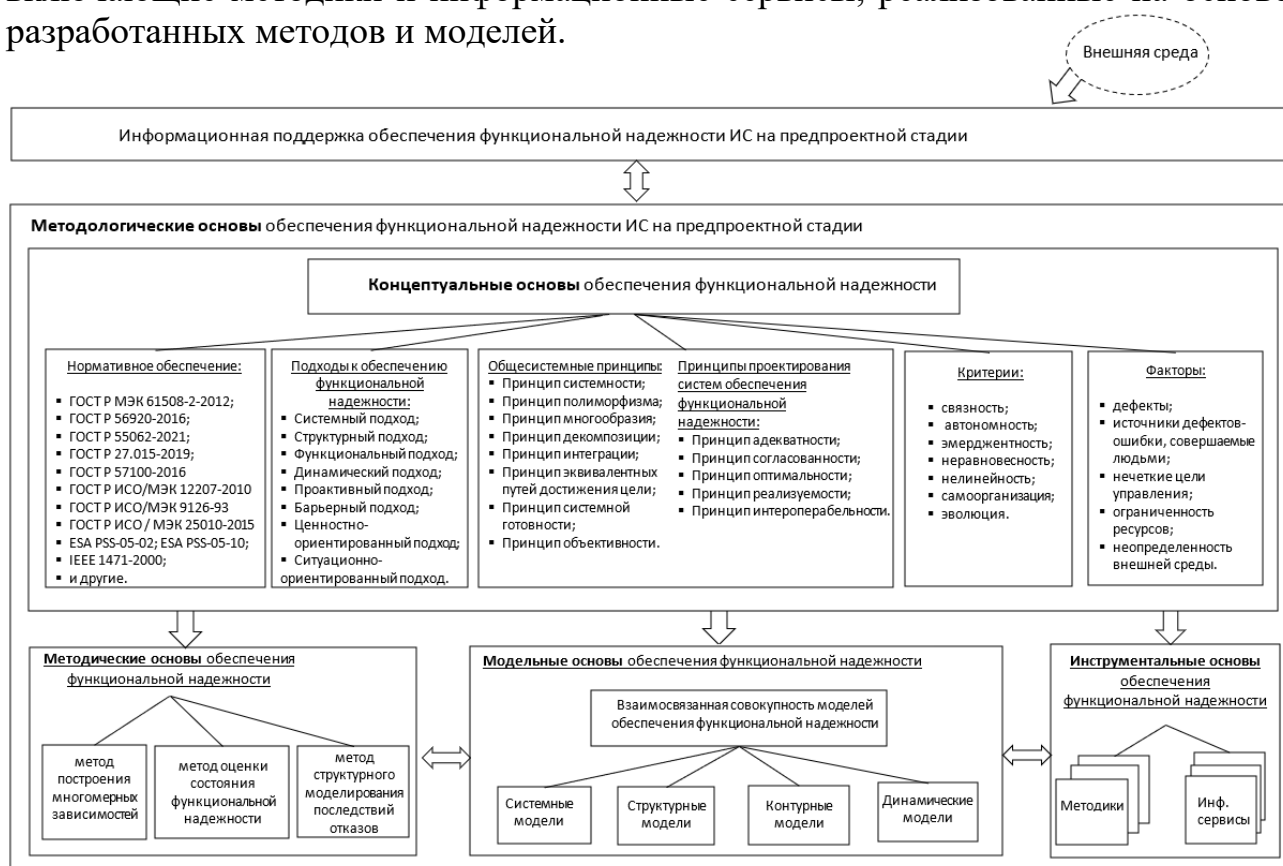 включающие методики и информационные сервисы, реализованные на основе
разработанных методов и моделей.
Внешняя среда
Информационная поддержка обеспечения функциональной надежности ИС на предпроектной стадии
Методологические основы обеспечения функциональной надежности ИС на предпроектной стадии
Концептуальные основы обеспечения функциональной надежности
Нормативное обеспечение:
▪ ГОСТ Р МЭК 61508-2-2012;
▪ ГОСТ Р 56920-2016;
▪ ГОСТ Р 55062-2021;
▪ ГОСТ Р 27.015-2019;
▪ ГОСТ Р 57100-2016
▪ ГОСТ Р ИСО/МЭК 12207-2010
▪ ГОСТ Р ИСО/МЭК 9126-93
▪ ГОСТ Р ИСО / МЭК 25010-2015
▪ ESA PSS-05-02; ESA PSS-05-10;
▪ IEEE 1471-2000;
▪ и другие.
Подходы к обеспечению
функциональной
надежности:
▪ Системный подход;
▪ Структурный подход;
▪ Функциональный подход;
▪ Динамический подход;
▪ Проактивный подход;
▪ Барьерный подход;
▪ Ценностно-
ориентированный подход;
▪ Ситуационно-
ориентированный подход.
Общесистемные принципы:
▪ Принцип системности;
▪ Принцип полиморфизма;
▪ Принцип многообразия;
▪ Принцип декомпозиции;
▪ Принцип интеграции;
▪ Принцип эквивалентных
путей достижения цели;
▪ Принцип системной
готовности;
▪ Принцип объективности.
Принципы проектирования
систем обеспечения
функциональной
надежности:
▪ Принцип адекватности;
▪ Принцип согласованности;
▪ Принцип оптимальности;
▪ Принцип реализуемости;
▪ Принцип интероперабельности.
Критерии:
▪ связность;
▪ автономность;
▪ эмерджентность;
▪ неравновесность;
▪ нелинейность;
▪ самоорганизация;
▪ эволюция.
Факторы:
▪ дефекты;
▪ источники дефектов-
ошибки, совершаемые
людьми;
▪ нечеткие цели
управления;
▪ ограниченность
ресурсов;
▪ неопределенность
внешней среды.
Методические основы обеспечения
функциональной надежности
метод
построения
многомерных
зависимостей
метод оценки
состояния
функциональной
надежности
метод
структурного
моделирования
последствий
отказов
Модельные основы обеспечения функциональной надежности
Взаимосвязанная совокупность моделей
обеспечения функциональной надежности
Системные
модели
Структурные
модели
Контурные
модели
Динамические
модели
Инструментальные основы
обеспечения
функциональной надежности
Методики
Инф.
сервисы